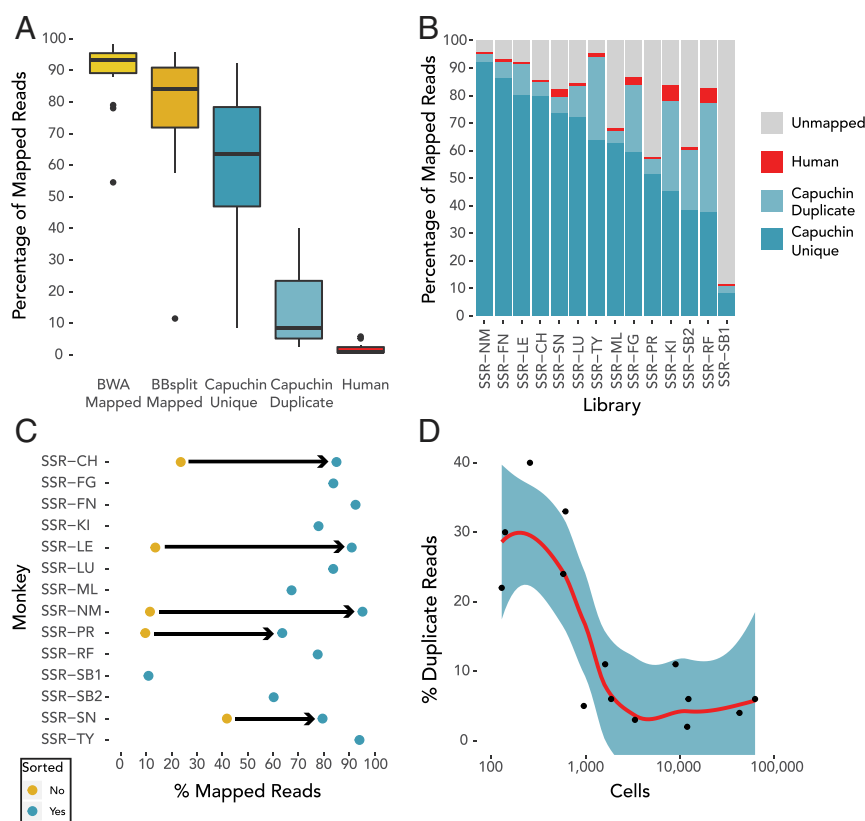 A
Percentage of Mapped Reads
100
90
80
70
60
50
40
30
20
10
0
BWA
Mapped
BBsplit
Mapped
Capuchin
Unique
Capuchin
Duplicate
Human
B
Percentage of Mapped Reads
100
90
80
70
60
50
40
30
20
10
0
SSR-NM
SSR-FN
SSR-LE
SSR-CH
SSR-SN
SSR-LU
SSR-TY
SSR-ML
SSR-FG
SSR-PR
SSR-KI
SSR-SB2
SSR-RF
SSR-SB1
Library
Unmapped
Human
Capuchin
Duplicate
Capuchin
Unique
C
Monkey
SSR-CH
SSR-FG
SSR-FN
SSR-KI
SSR-LE
SSR-LU
SSR-ML
SSR-NM
SSR-PR
SSR-RF
SSR-SB1
SSR-SB2
SSR-SN
SSR-TY
0 10 20 30 40 50 60 70 80 90 100
% Mapped Reads
Sorted
No
Yes
D
% Duplicate Reads
40
30
20
10
0
100 1,000 10,000 100,000
Cells